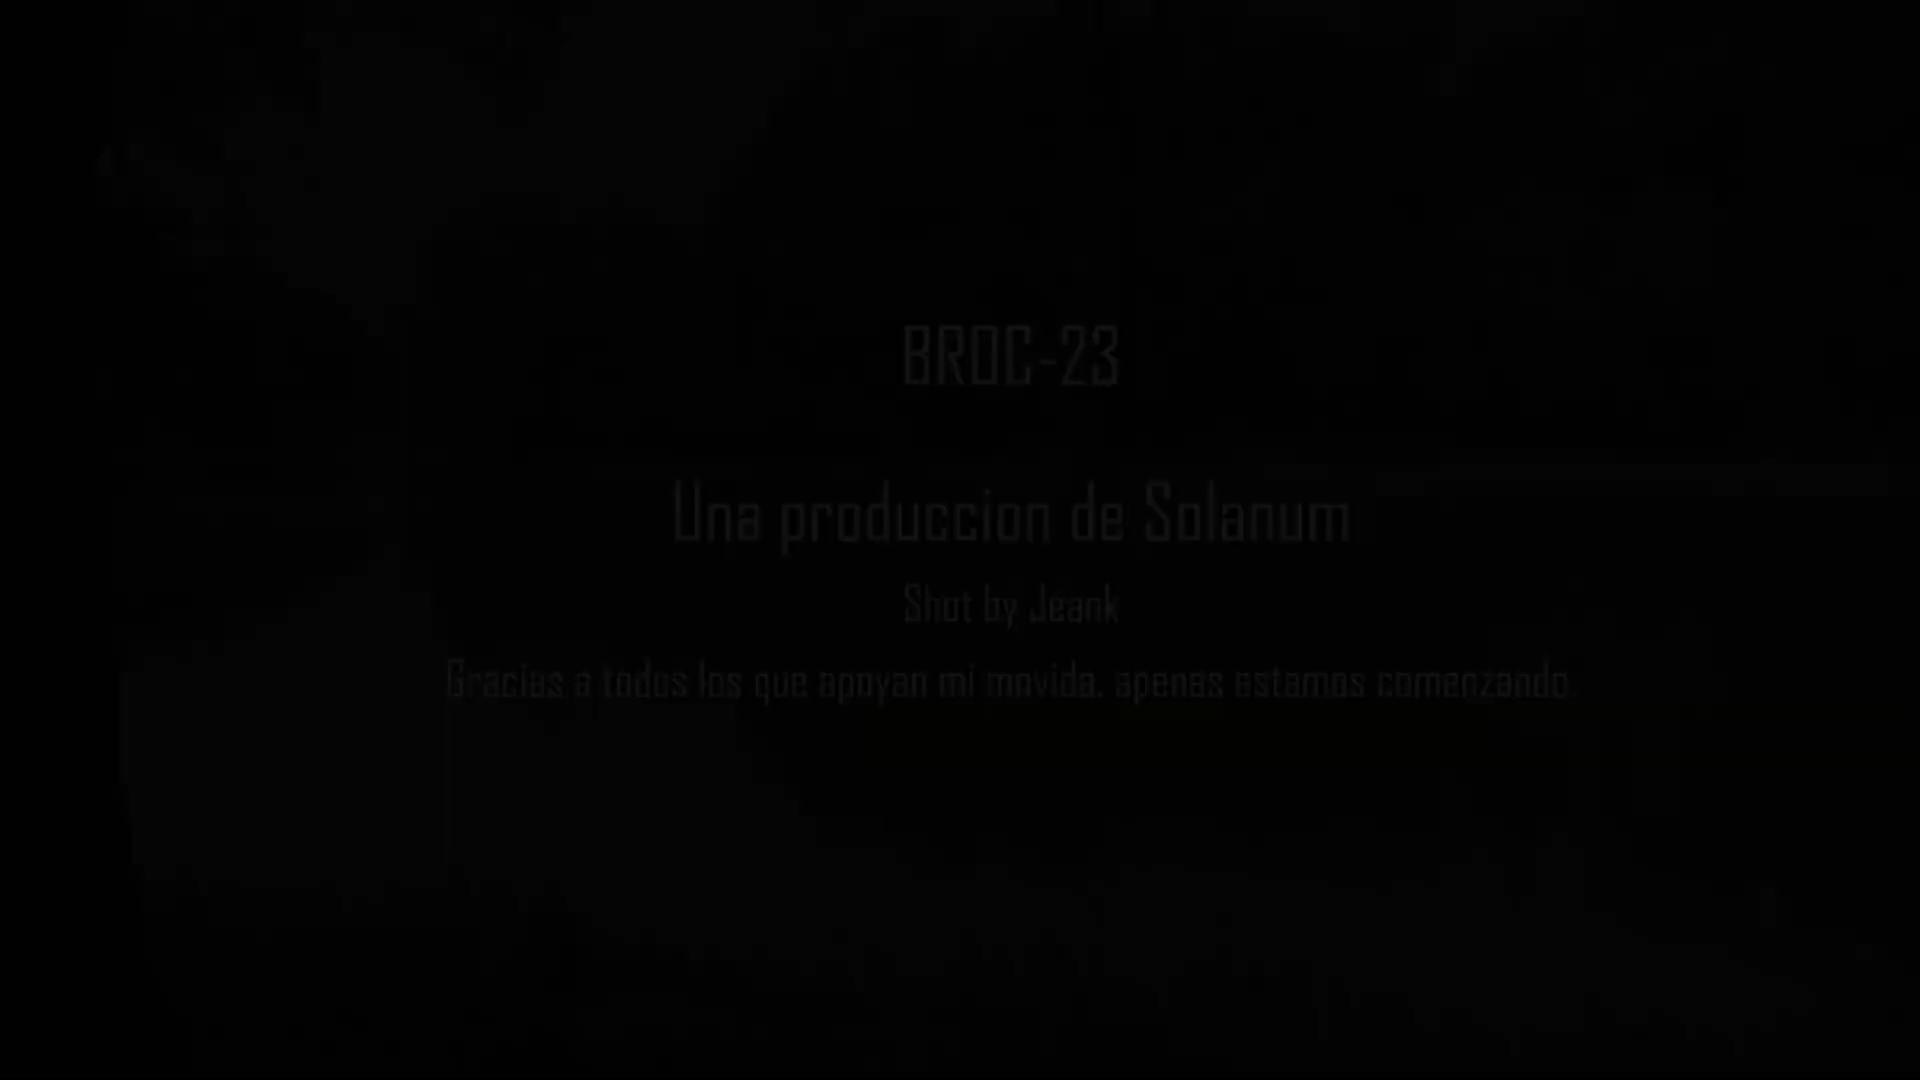 BROC-23
Una produccion de Solanum
Shot by Jeank
Gracias a todos los que apoyan mi movida, apenas estamos comenzando.